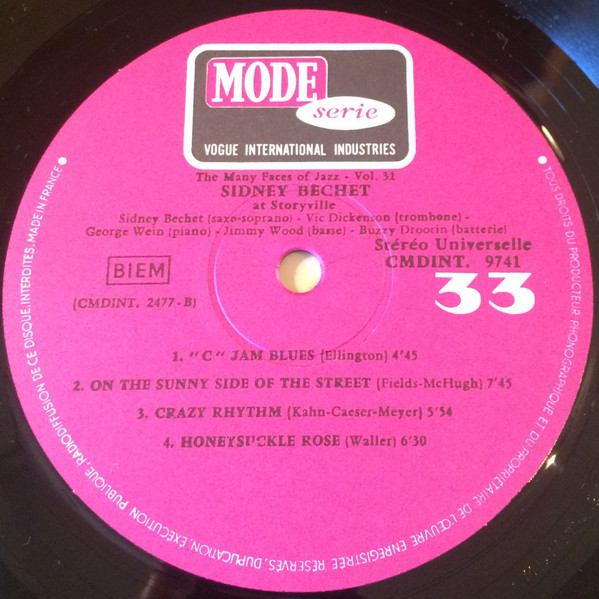 MODE
serie
VOGUE INTERNATIONAL INDUSTRIES
The Many Faces of Jazz - Vol. 31
SIDNEY BECHET
at Storyville
Sidney Bechet (saxo-soprano) - Vic Dickenson (trombone) -
George Wein (piano) - Jimmy Wood (basse) - Buzzy Drootin (batterie)
Stéréo Universelle
CMDINT. 9741
33
BIEM
(CMDINT. 2477-B)
1. "C" JAM BLUES (Ellington) 4'45
2. ON THE SUNNY SIDE OF THE STREET (Fields-McHugh) 7'45
3. CRAZY RHYTHM (Kahn-Caeser-Meyer) 5'54
4. HONEYSUCKLE ROSE (Waller) 6'30
TOUS DROITS DU PRODUCTEUR PHONOGRAPHIQUE ET DU PROPRIETAIRE DE L'ŒUVRE ENREGISTREE RESERVÉS, DUPLICATION, EXÉCUTION PUBLIQUE, RADIODIFFUSION DE CE DISQUE, INTERDITES, MADE IN FRANCE